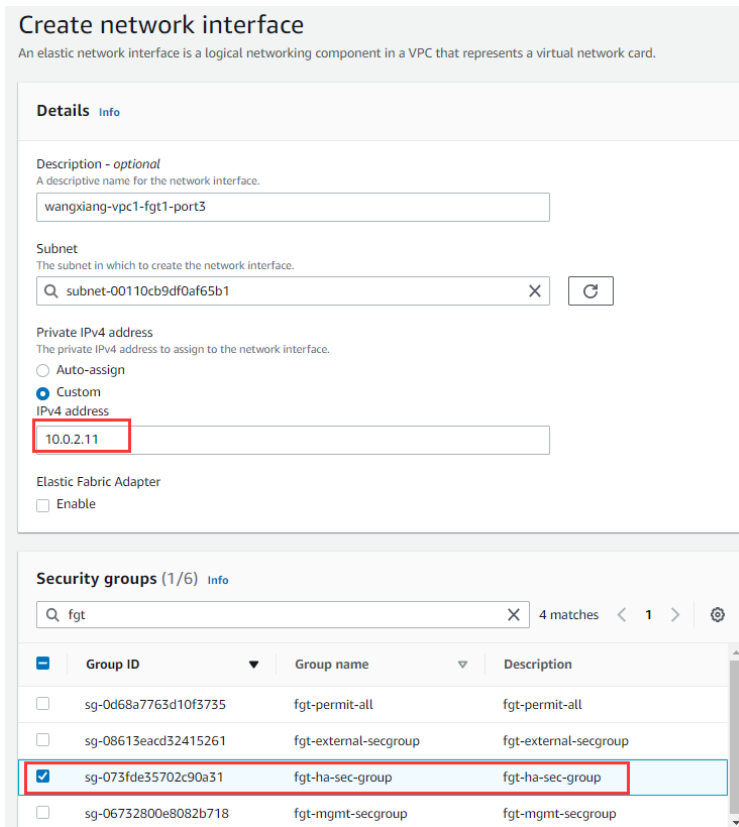 Create network interface
An elastic network interface is a logical networking component in a VPC that represents a virtual network card.
Details Info
Description - optional
A descriptive name for the network interface.
wangxiang-vpc1-fgt1-port3
Subnet
The subnet in which to create the network interface.
subnet-00110cb9df0af65b1
Private IPv4 address
The private IPv4 address to assign to the network interface.
Auto-assign
Custom
IPv4 address
10.0.2.11
Elastic Fabric Adapter
Enable
Security groups (1/6) Info
fgt 4 matches 1
Group ID Group name Description
sg-0d68a7763d10f3735 fgt-permit-all fgt-permit-all
sg-08613eacd32415261 fgt-external-secgroup fgt-external-secgroup
sg-073fde35702c90a31 fgt-ha-sec-group fgt-ha-sec-group
sg-06732800e8082b718 fgt-mgmt-secgroup fgt-mgmt-secgroup